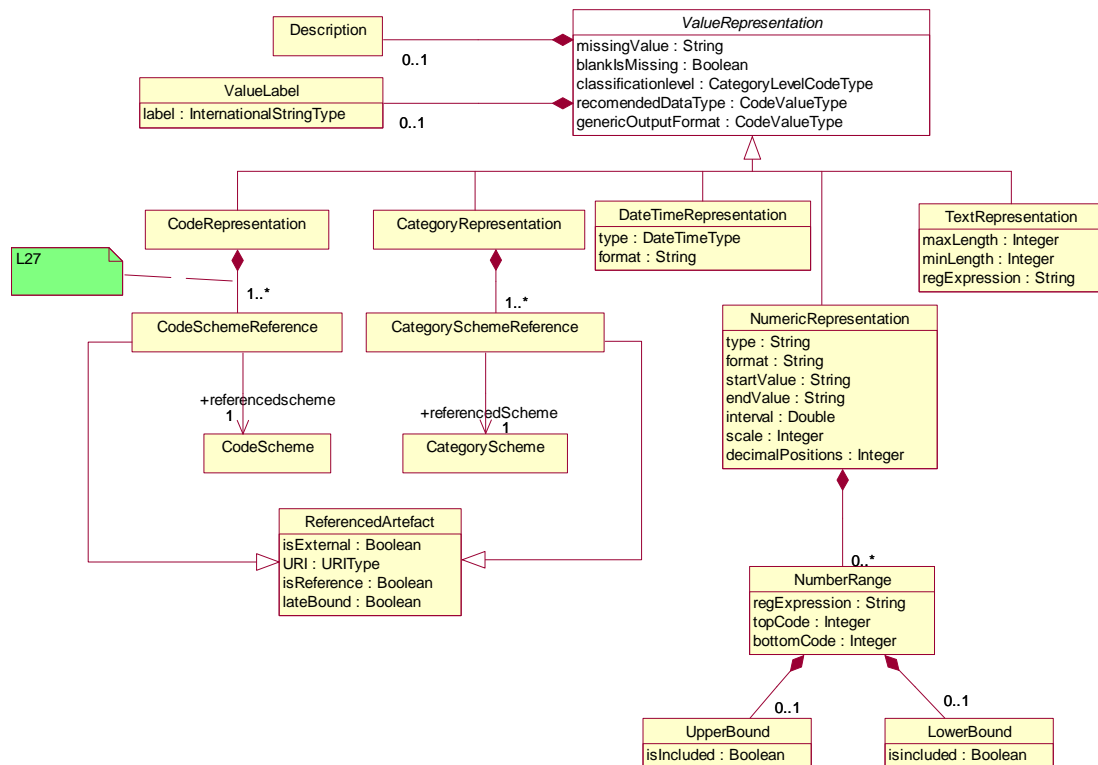 ValueRepresentation
missingValue : String
blankIsMissing : Boolean
classificationlevel : CategoryLevelCodeType
recomendedDataType : CodeValueType
genericOutputFormat : CodeValueType
Description
0..1
ValueLabel
label : InternationalStringType
0..1
CodeRepresentation
CategoryRepresentation
DateTimeRepresentation
type : DateTimeType
format : String
TextRepresentation
maxLength : Integer
minLength : Integer
regExpression : String
L27
1..*
1..*
CodeSchemeReference
CategorySchemeReference
NumericRepresentation
type : String
format : String
startValue : String
endValue : String
interval : Double
scale : Integer
decimalPositions : Integer
+referencedscheme
1
+referencedScheme
1
CodeScheme
CategoryScheme
ReferencedArtefact
isExternal : Boolean
URI : URIType
isReference : Boolean
lateBound : Boolean
0..*
NumberRange
regExpression : String
topCode : Integer
bottomCode : Integer
0..1
0..1
UpperBound
isIncluded : Boolean
LowerBound
isincluded : Boolean